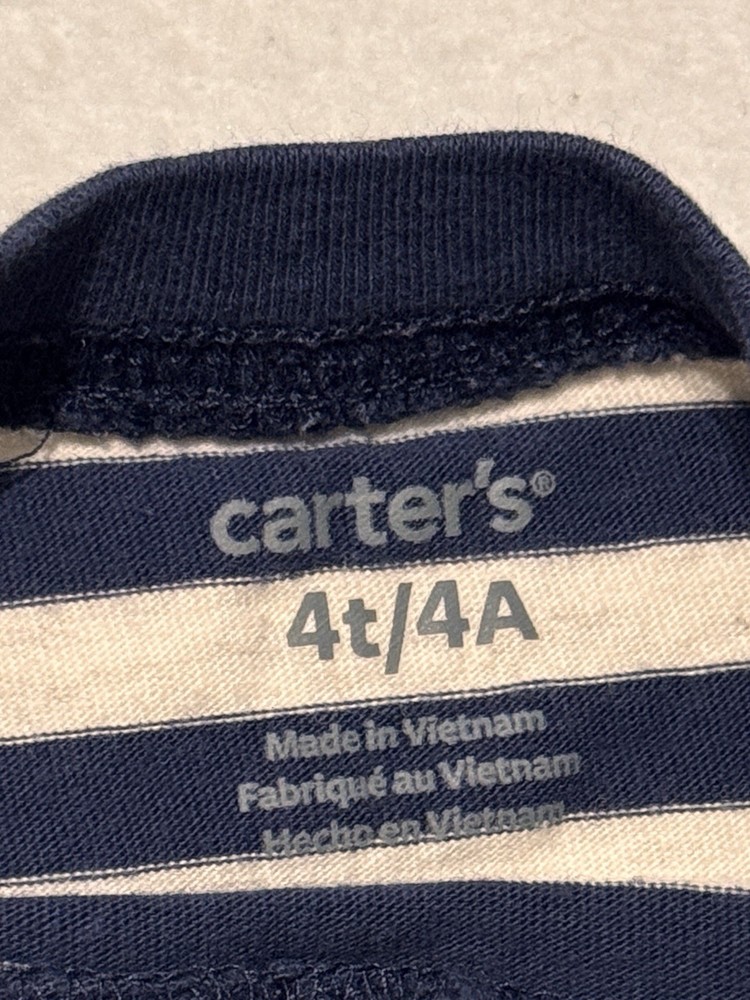 carter's®
4t/4A
Made in Vietnam
Fabriqué au Vietnam
Hecho en Vietnam